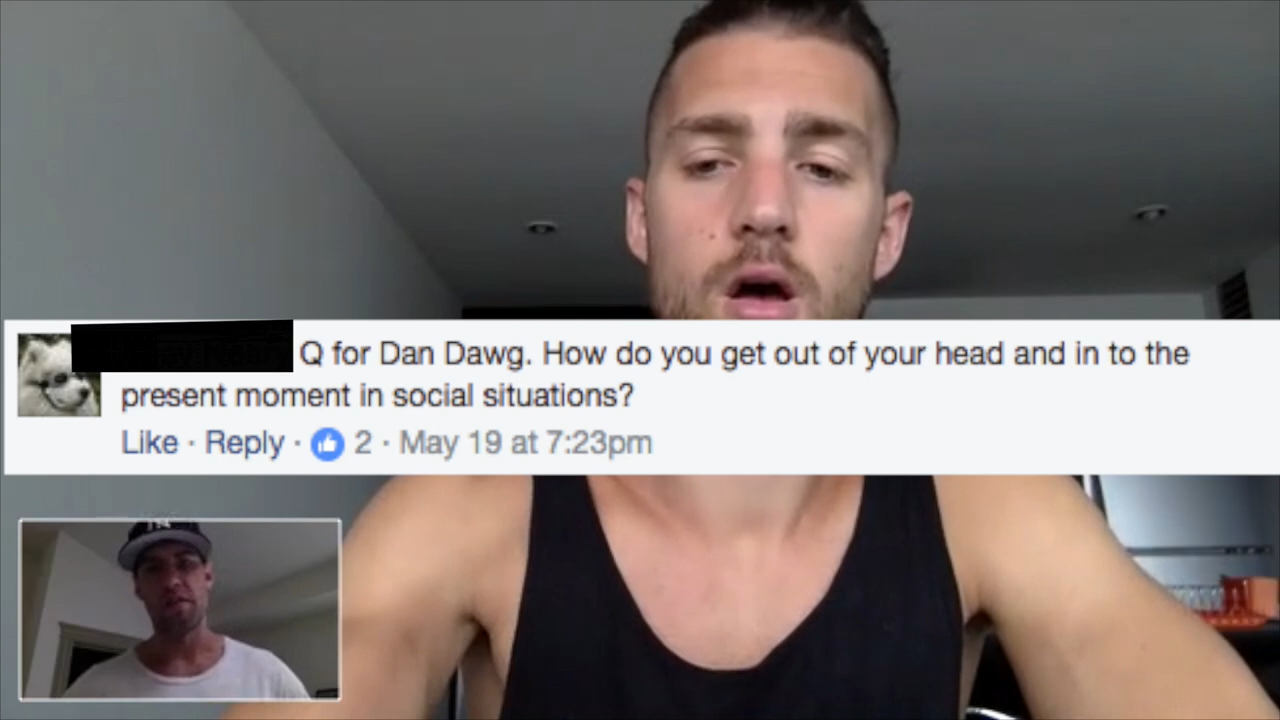 Q for Dan Dawg. How do you get out of your head and in to the
present moment in social situations?
Like · Reply · 2 · May 19 at 7:23pm